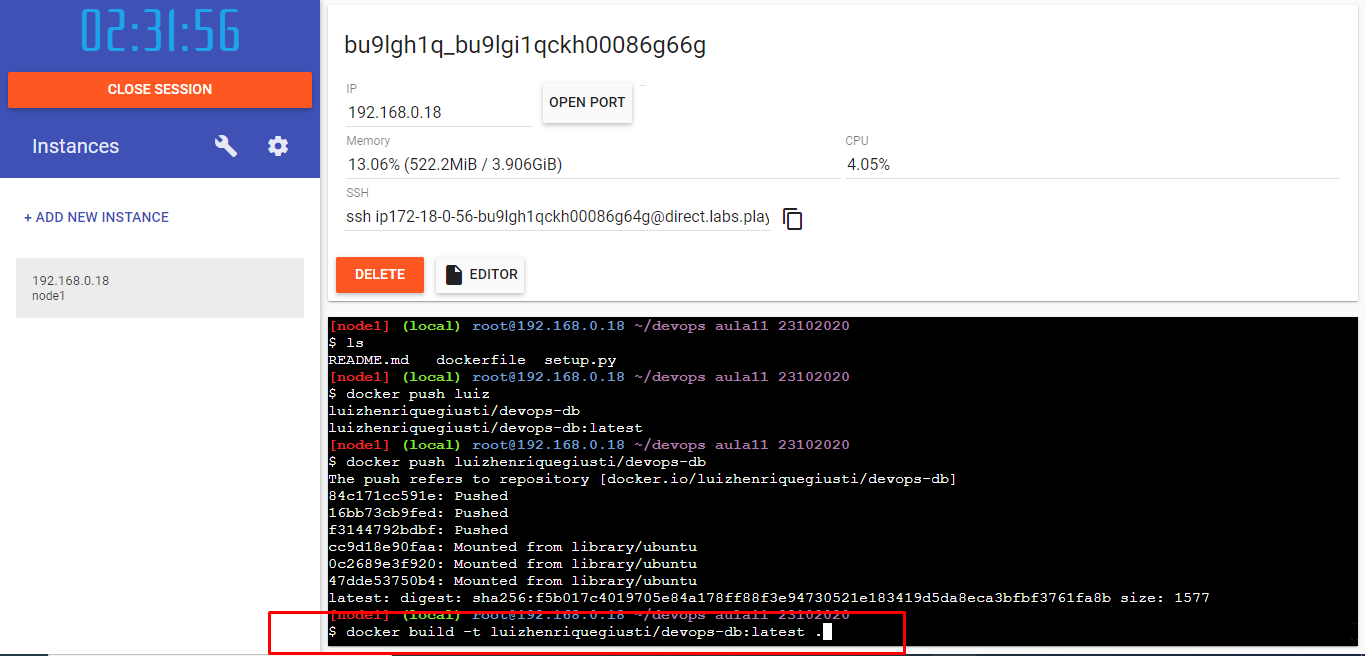 02:31:56
CLOSE SESSION
Instances
+ ADD NEW INSTANCE
192.168.0.18
node1
bu9lgh1q_bu9lgi1qckh00086g66g
IP
192.168.0.18
OPEN PORT
Memory
13.06% (522.2MiB / 3.906GiB)
CPU
4.05%
SSH
ssh ip172-18-0-56-bu9lgh1qckh00086g64g@direct.labs.play
DELETE
EDITOR
[node1] (local) root@192.168.0.18 ~/devops aula11 23102020
$ ls
README.md   dockerfile  setup.py
[node1] (local) root@192.168.0.18 ~/devops aula11 23102020
$ docker push luiz
luizhenriquegiusti/devops-db
luizhenriquegiusti/devops-db:latest
[node1] (local) root@192.168.0.18 ~/devops aula11 23102020
$ docker push luizhenriquegiusti/devops-db
The push refers to repository [docker.io/luizhenriquegiusti/devops-db]
84c171cc591e: Pushed
16bb73cb9fed: Pushed
f3144792bdbf: Pushed
cc9d18e90faa: Mounted from library/ubuntu
0c2689e3f920: Mounted from library/ubuntu
47dde53750b4: Mounted from library/ubuntu
latest: digest: sha256:f5b017c4019705e84a178ff88f3e94730521e183419d5da8eca3bfbf3761fa8b size: 1577
[node1] (local) root@192.168.0.18 ~/devops aula11 23102020
$ docker build -t luizhenriquegiusti/devops-db:latest .